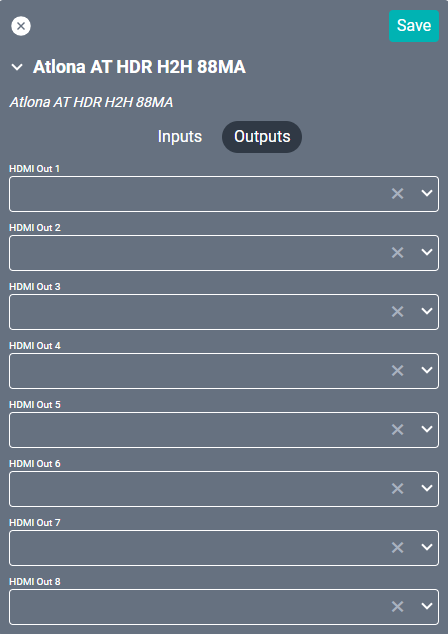 Save
Atlona AT HDR H2H 88MA
Atlona AT HDR H2H 88MA
Inputs Outputs
HDMI Out 1
HDMI Out 2
HDMI Out 3
HDMI Out 4
HDMI Out 5
HDMI Out 6
HDMI Out 7
HDMI Out 8